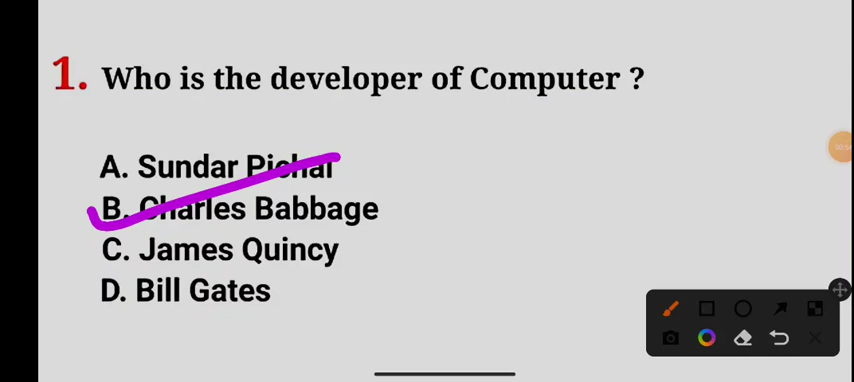 1. Who is the developer of Computer ?
A. Sundar Pichai
B. Charles Babbage
C. James Quincy
D. Bill Gates